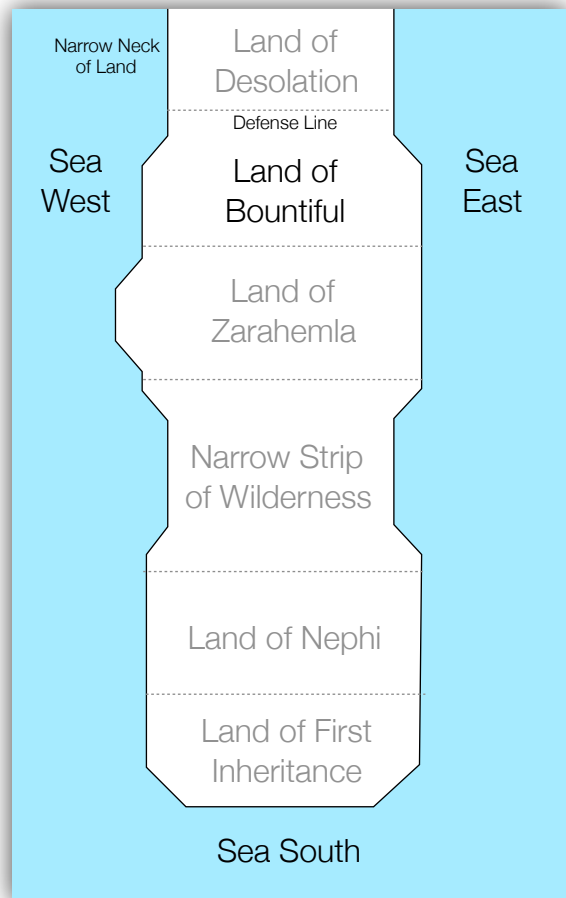 Narrow Neck
of Land
Land of
Desolation
Defense Line
Sea
West
Land of
Bountiful
Sea
East
Land of
Zarahemla
Narrow Strip
of Wilderness
Land of Nephi
Land of First
Inheritance
Sea South